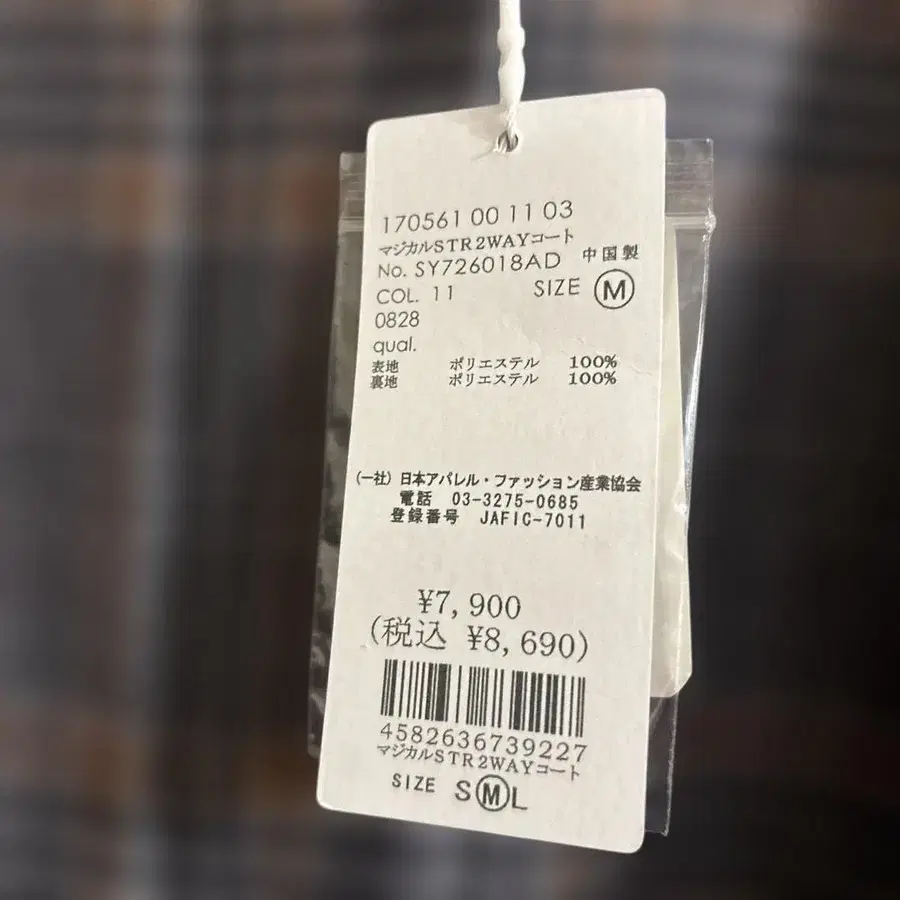 170561 00 11 03
マジカルSTR2WAYコート
No. SY726018AD 中国製
COL. 11 SIZE M
0828
qual.
表地 ポリエステル 100%
裏地 ポリエステル 100%
(一社)日本アパレル・ファッション産業協会
電話 03-3275-0685
登録番号 JAFIC-7011
¥7,900
(税込 ¥8,690)
4582636739227
マジカルSTR2WAYコート
SIZE S M L